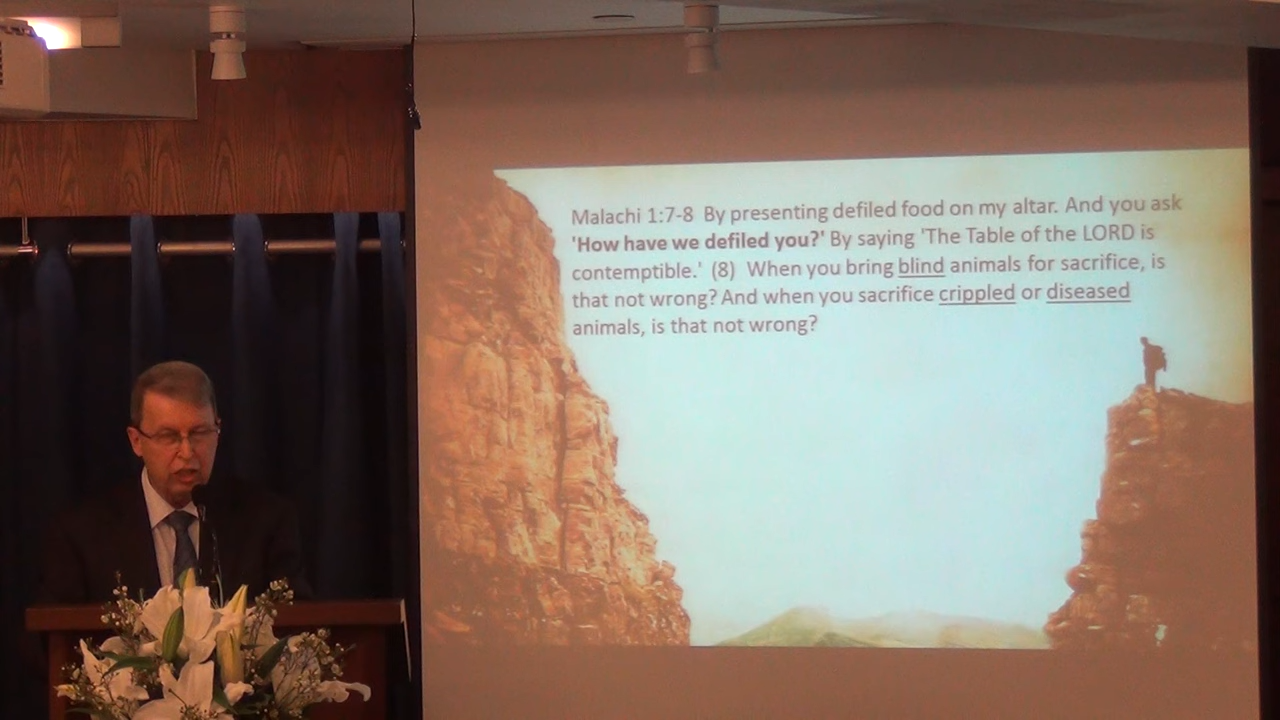 Malachi 1:7-8 By presenting defiled food on my altar. And you ask
'How have we defiled you?' By saying 'The Table of the LORD is
contemptible.' (8) When you bring blind animals for sacrifice, is
that not wrong? And when you sacrifice crippled or diseased
animals, is that not wrong?